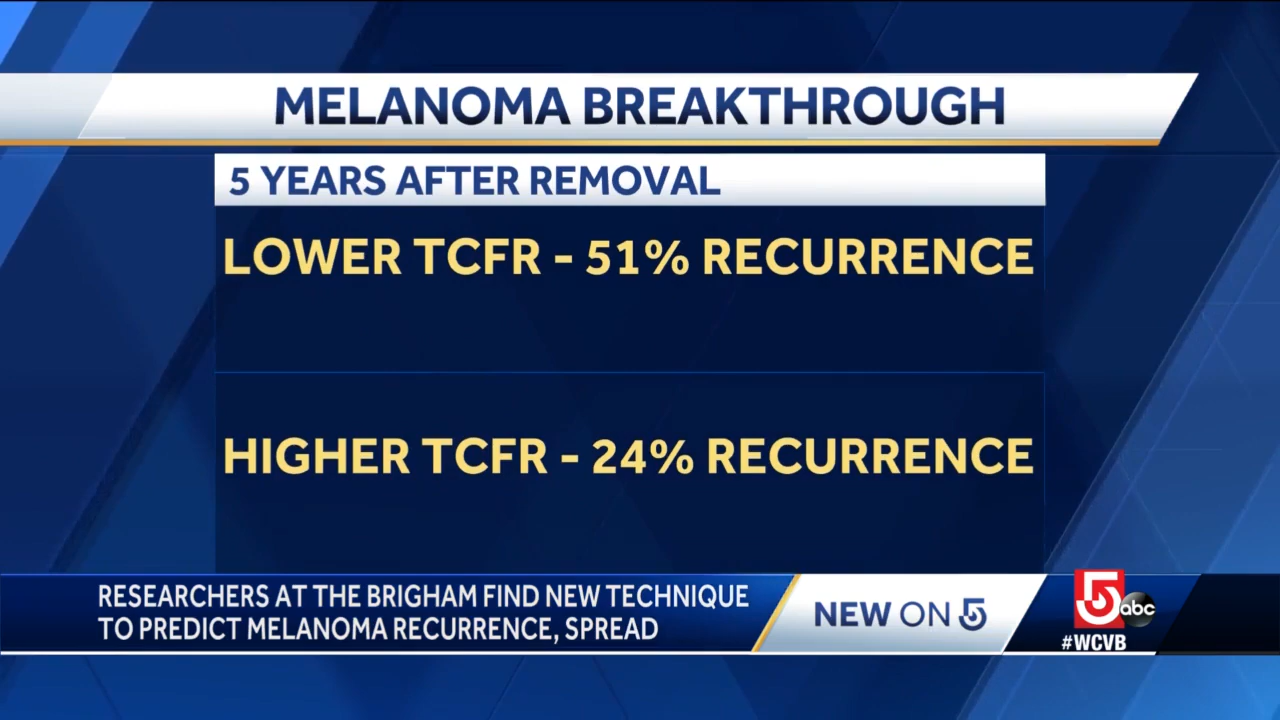 MELANOMA BREAKTHROUGH
5 YEARS AFTER REMOVAL
LOWER TCFR - 51% RECURRENCE
HIGHER TCFR - 24% RECURRENCE
RESEARCHERS AT THE BRIGHAM FIND NEW TECHNIQUE
TO PREDICT MELANOMA RECURRENCE, SPREAD
NEW ON 5
5 abc
#WCVB